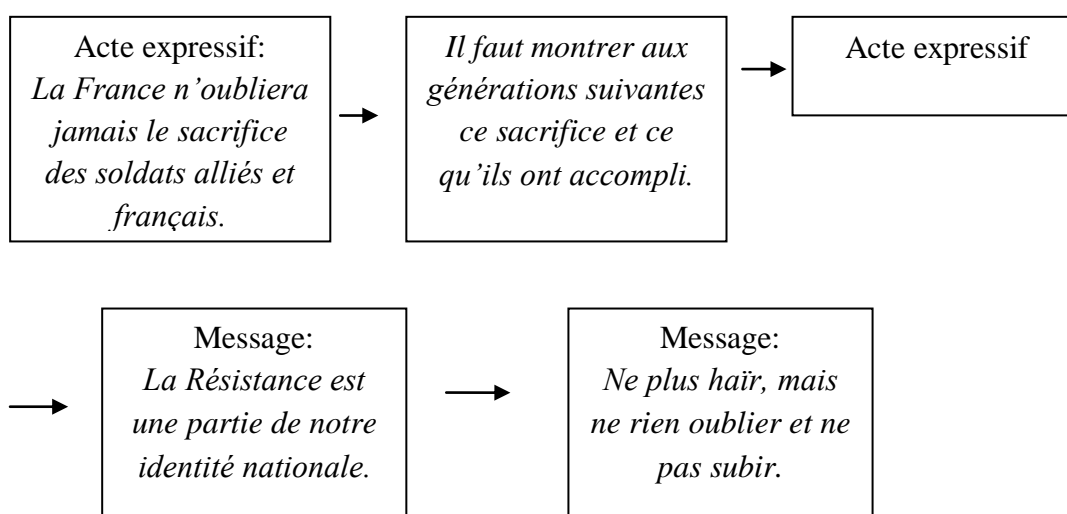 Acte expressif:
La France n’oubliera
jamais le sacrifice
des soldats alliés et
français.
Il faut montrer aux
générations suivantes
ce sacrifice et ce
qu’ils ont accompli.
Acte expressif
Message:
La Résistance est
une partie de notre
identité nationale.
Message:
Ne plus haïr, mais
ne rien oublier et ne
pas subir.